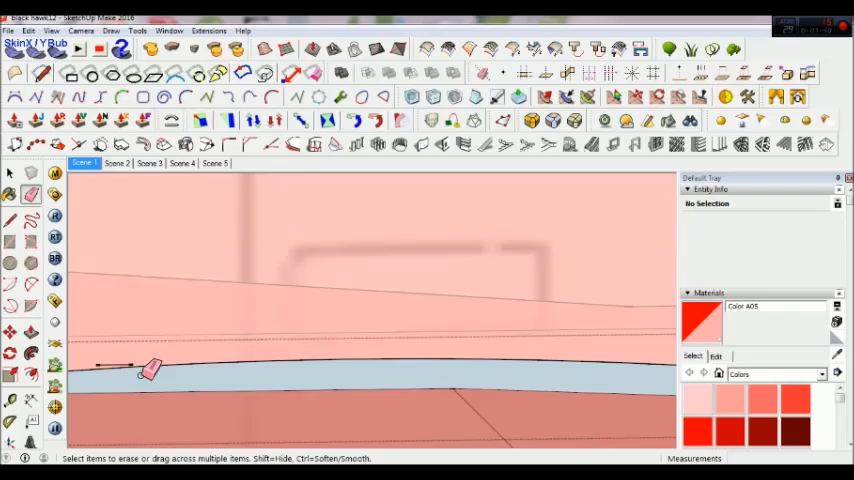 black hawk12 - SketchUp Make 2016
File Edit View Camera Draw Tools Window Extensions Help
SkinX / YBub
Scene 1 Scene 2 Scene 3 Scene 4 Scene 5
Default Tray
Entity Info
No Selection
Materials
Color A05
Select Edit
Colors
M
R
RT
BR
Select items to erase or drag across multiple items. Shift=Hide, Ctrl=Soften/Smooth.
Measurements